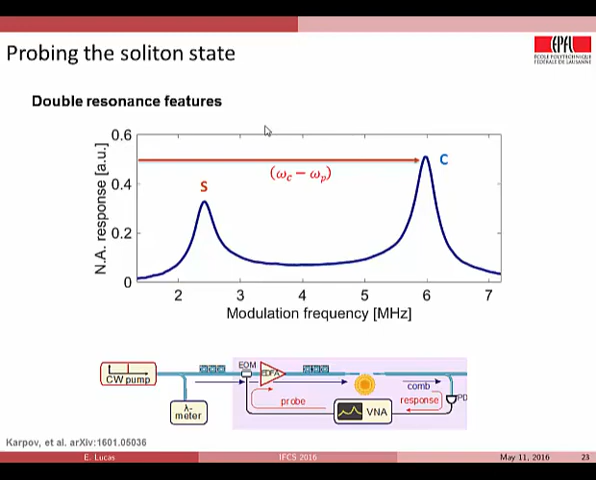 Probing the soliton state
EPFL
ÉCOLE POLYTECHNIQUE
FÉDÉRALE DE LAUSANNE
Double resonance features
N.A. response [a.u.]
0.6
0.4
0.2
0
S
(ωc − ωp)
C
2 3 4 5 6 7
Modulation frequency [MHz]
CW pump
λ-
meter
EOM
EDFA
probe
VNA
comb
response
PD
Karpov, et al. arXiv:1601.05036
E. Lucas
IFCS 2016
May 11, 2016
23